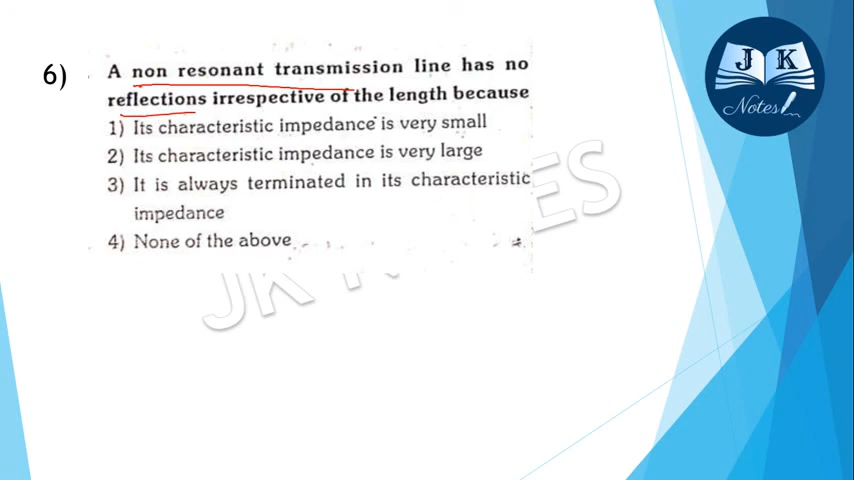 6)
A non resonant transmission line has no
reflections irrespective of the length because
1) Its characteristic impedance is very small
2) Its characteristic impedance is very large
3) It is always terminated in its characteristic
impedance
4) None of the above
J K
Notes
JK NOTES